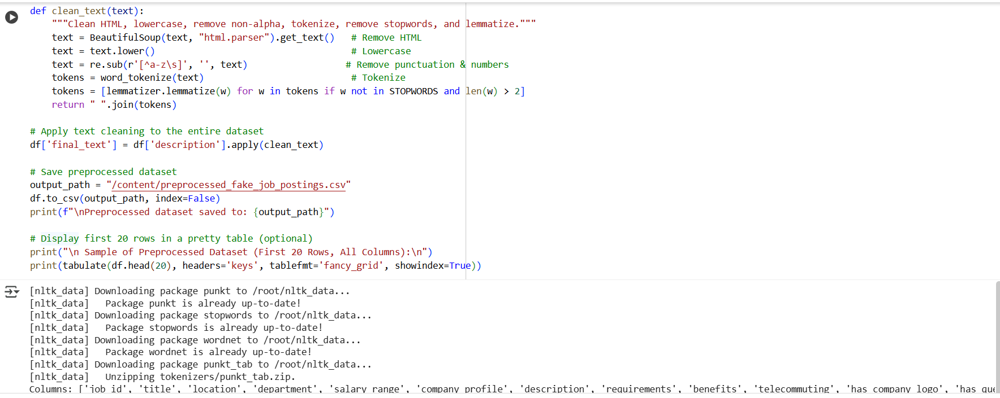 def clean_text(text):
    """Clean HTML, lowercase, remove non-alpha, tokenize, remove stopwords, and lemmatize."""
    text = BeautifulSoup(text, "html.parser").get_text()   # Remove HTML
    text = text.lower()                                    # Lowercase
    text = re.sub(r'[^a-z\s]', '', text)                  # Remove punctuation & numbers
    tokens = word_tokenize(text)                           # Tokenize
    tokens = [lemmatizer.lemmatize(w) for w in tokens if w not in STOPWORDS and len(w) > 2]
    return " ".join(tokens)

# Apply text cleaning to the entire dataset
df['final_text'] = df['description'].apply(clean_text)

# Save preprocessed dataset
output_path = "/content/preprocessed_fake_job_postings.csv"
df.to_csv(output_path, index=False)
print(f"\nPreprocessed dataset saved to: {output_path}")

# Display first 20 rows in a pretty table (optional)
print("\n Sample of Preprocessed Dataset (First 20 Rows, All Columns):\n")
print(tabulate(df.head(20), headers='keys', tablefmt='fancy_grid', showindex=True))
[nltk_data] Downloading package punkt to /root/nltk_data...
[nltk_data]   Package punkt is already up-to-date!
[nltk_data] Downloading package stopwords to /root/nltk_data...
[nltk_data]   Package stopwords is already up-to-date!
[nltk_data] Downloading package wordnet to /root/nltk_data...
[nltk_data]   Package wordnet is already up-to-date!
[nltk_data] Downloading package punkt_tab to /root/nltk_data...
[nltk_data]   Unzipping tokenizers/punkt_tab.zip.
Columns: ['job_id', 'title', 'location', 'department', 'salary_range', 'company_profile', 'description', 'requirements', 'benefits', 'telecommuting', 'has_company_logo', 'has_que